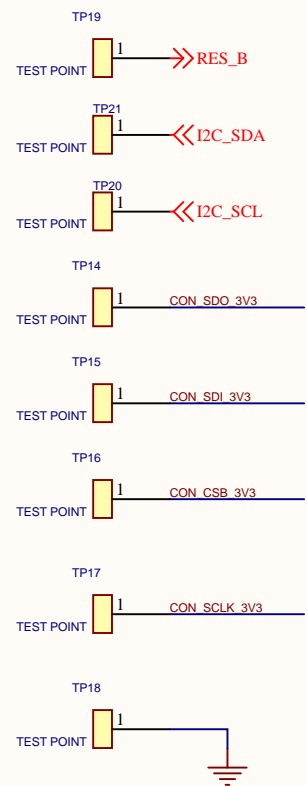 TP19
1
RES_B
TEST POINT
TP21
1
I2C_SDA
TEST POINT
TP20
1
I2C_SCL
TEST POINT
TP14
1
CON_SDO_3V3
TEST POINT
TP15
1
CON_SDI_3V3
TEST POINT
TP16
1
CON_CSB_3V3
TEST POINT
TP17
1
CON_SCLK_3V3
TEST POINT
TP18
1
TEST POINT